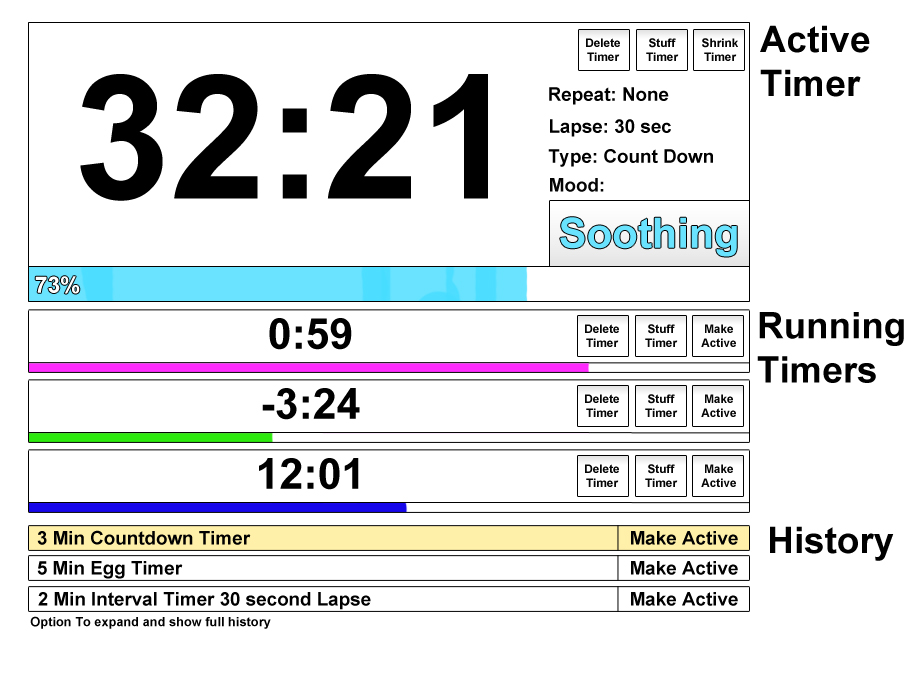 32:21
Delete
Timer
Stuff
Timer
Shrink
Timer
Active
Timer
Repeat: None
Lapse: 30 sec
Type: Count Down
Mood:
Soothing
73%
0:59
Delete
Timer
Stuff
Timer
Make
Active
Running
Timers
-3:24
Delete
Timer
Stuff
Timer
Make
Active
12:01
Delete
Timer
Stuff
Timer
Make
Active
History
3 Min Countdown Timer Make Active
5 Min Egg Timer Make Active
2 Min Interval Timer 30 second Lapse Make Active
Option To expand and show full history